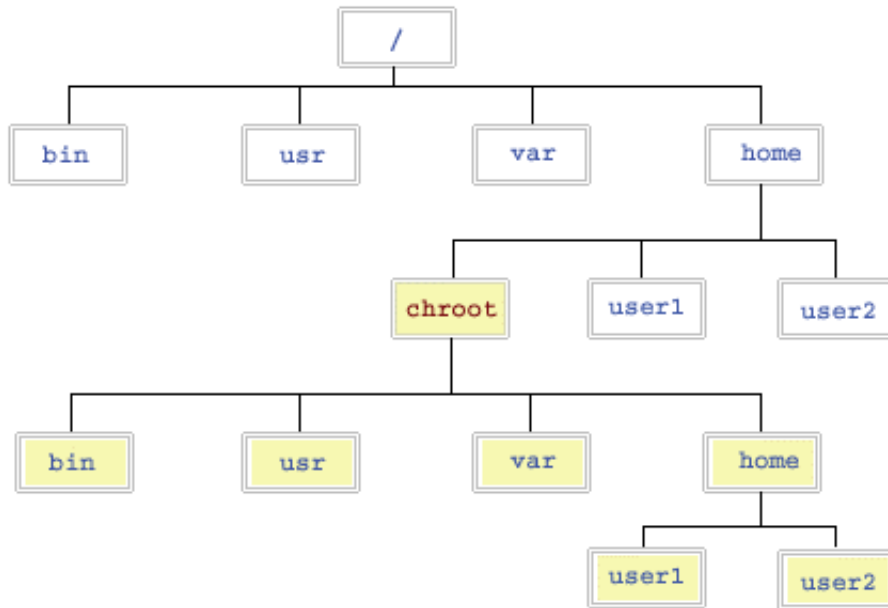 /
bin usr var home
chroot user1 user2
bin usr var home
user1 user2